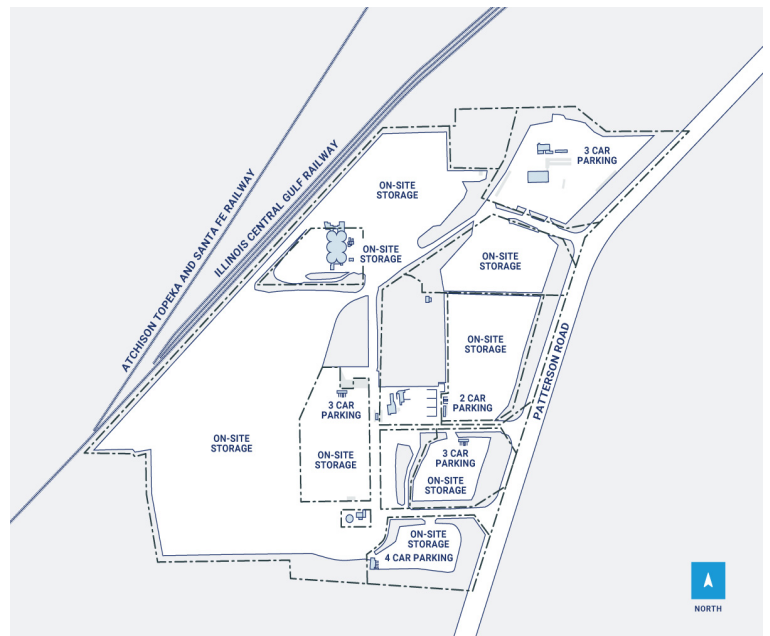 3 CAR
PARKING
ON-SITE
STORAGE
ATCHISON TOPEKA AND SANTA FE RAILWAY
ILLINOIS CENTRAL GULF RAILWAY
ON-SITE
STORAGE
ON-SITE
STORAGE
ON-SITE
STORAGE
PATTERSON ROAD
3 CAR
PARKING
2 CAR
PARKING
ON-SITE
STORAGE
ON-SITE
STORAGE
3 CAR
PARKING
ON-SITE
STORAGE
ON-SITE
STORAGE
4 CAR PARKING
NORTH